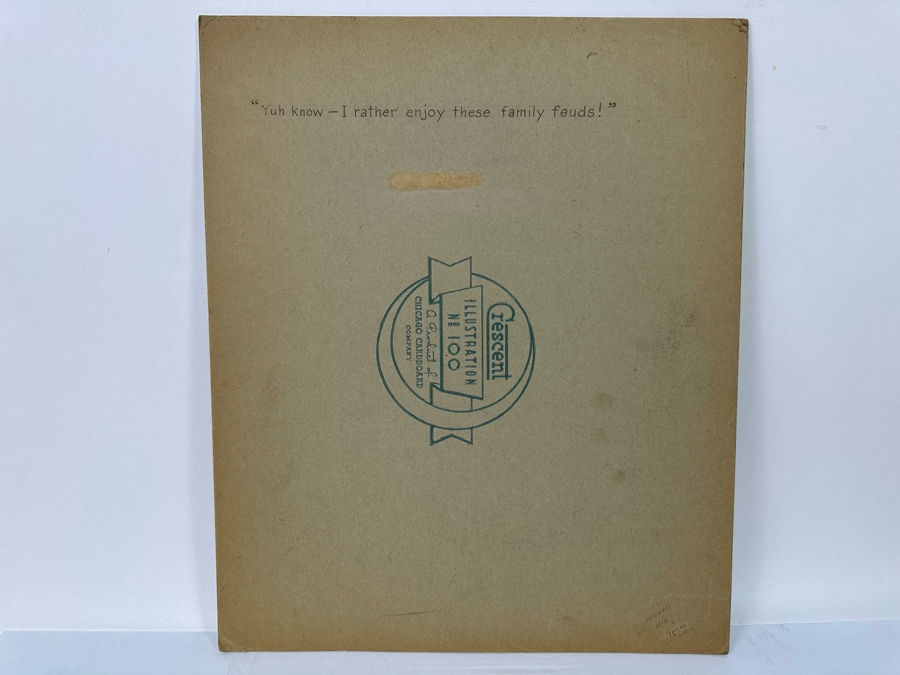 "Yuh know — I rather enjoy these family feuds!"
Crescent
ILLUSTRATION
Nº 100
A Product of
CHICAGO CARDBOARD
COMPANY